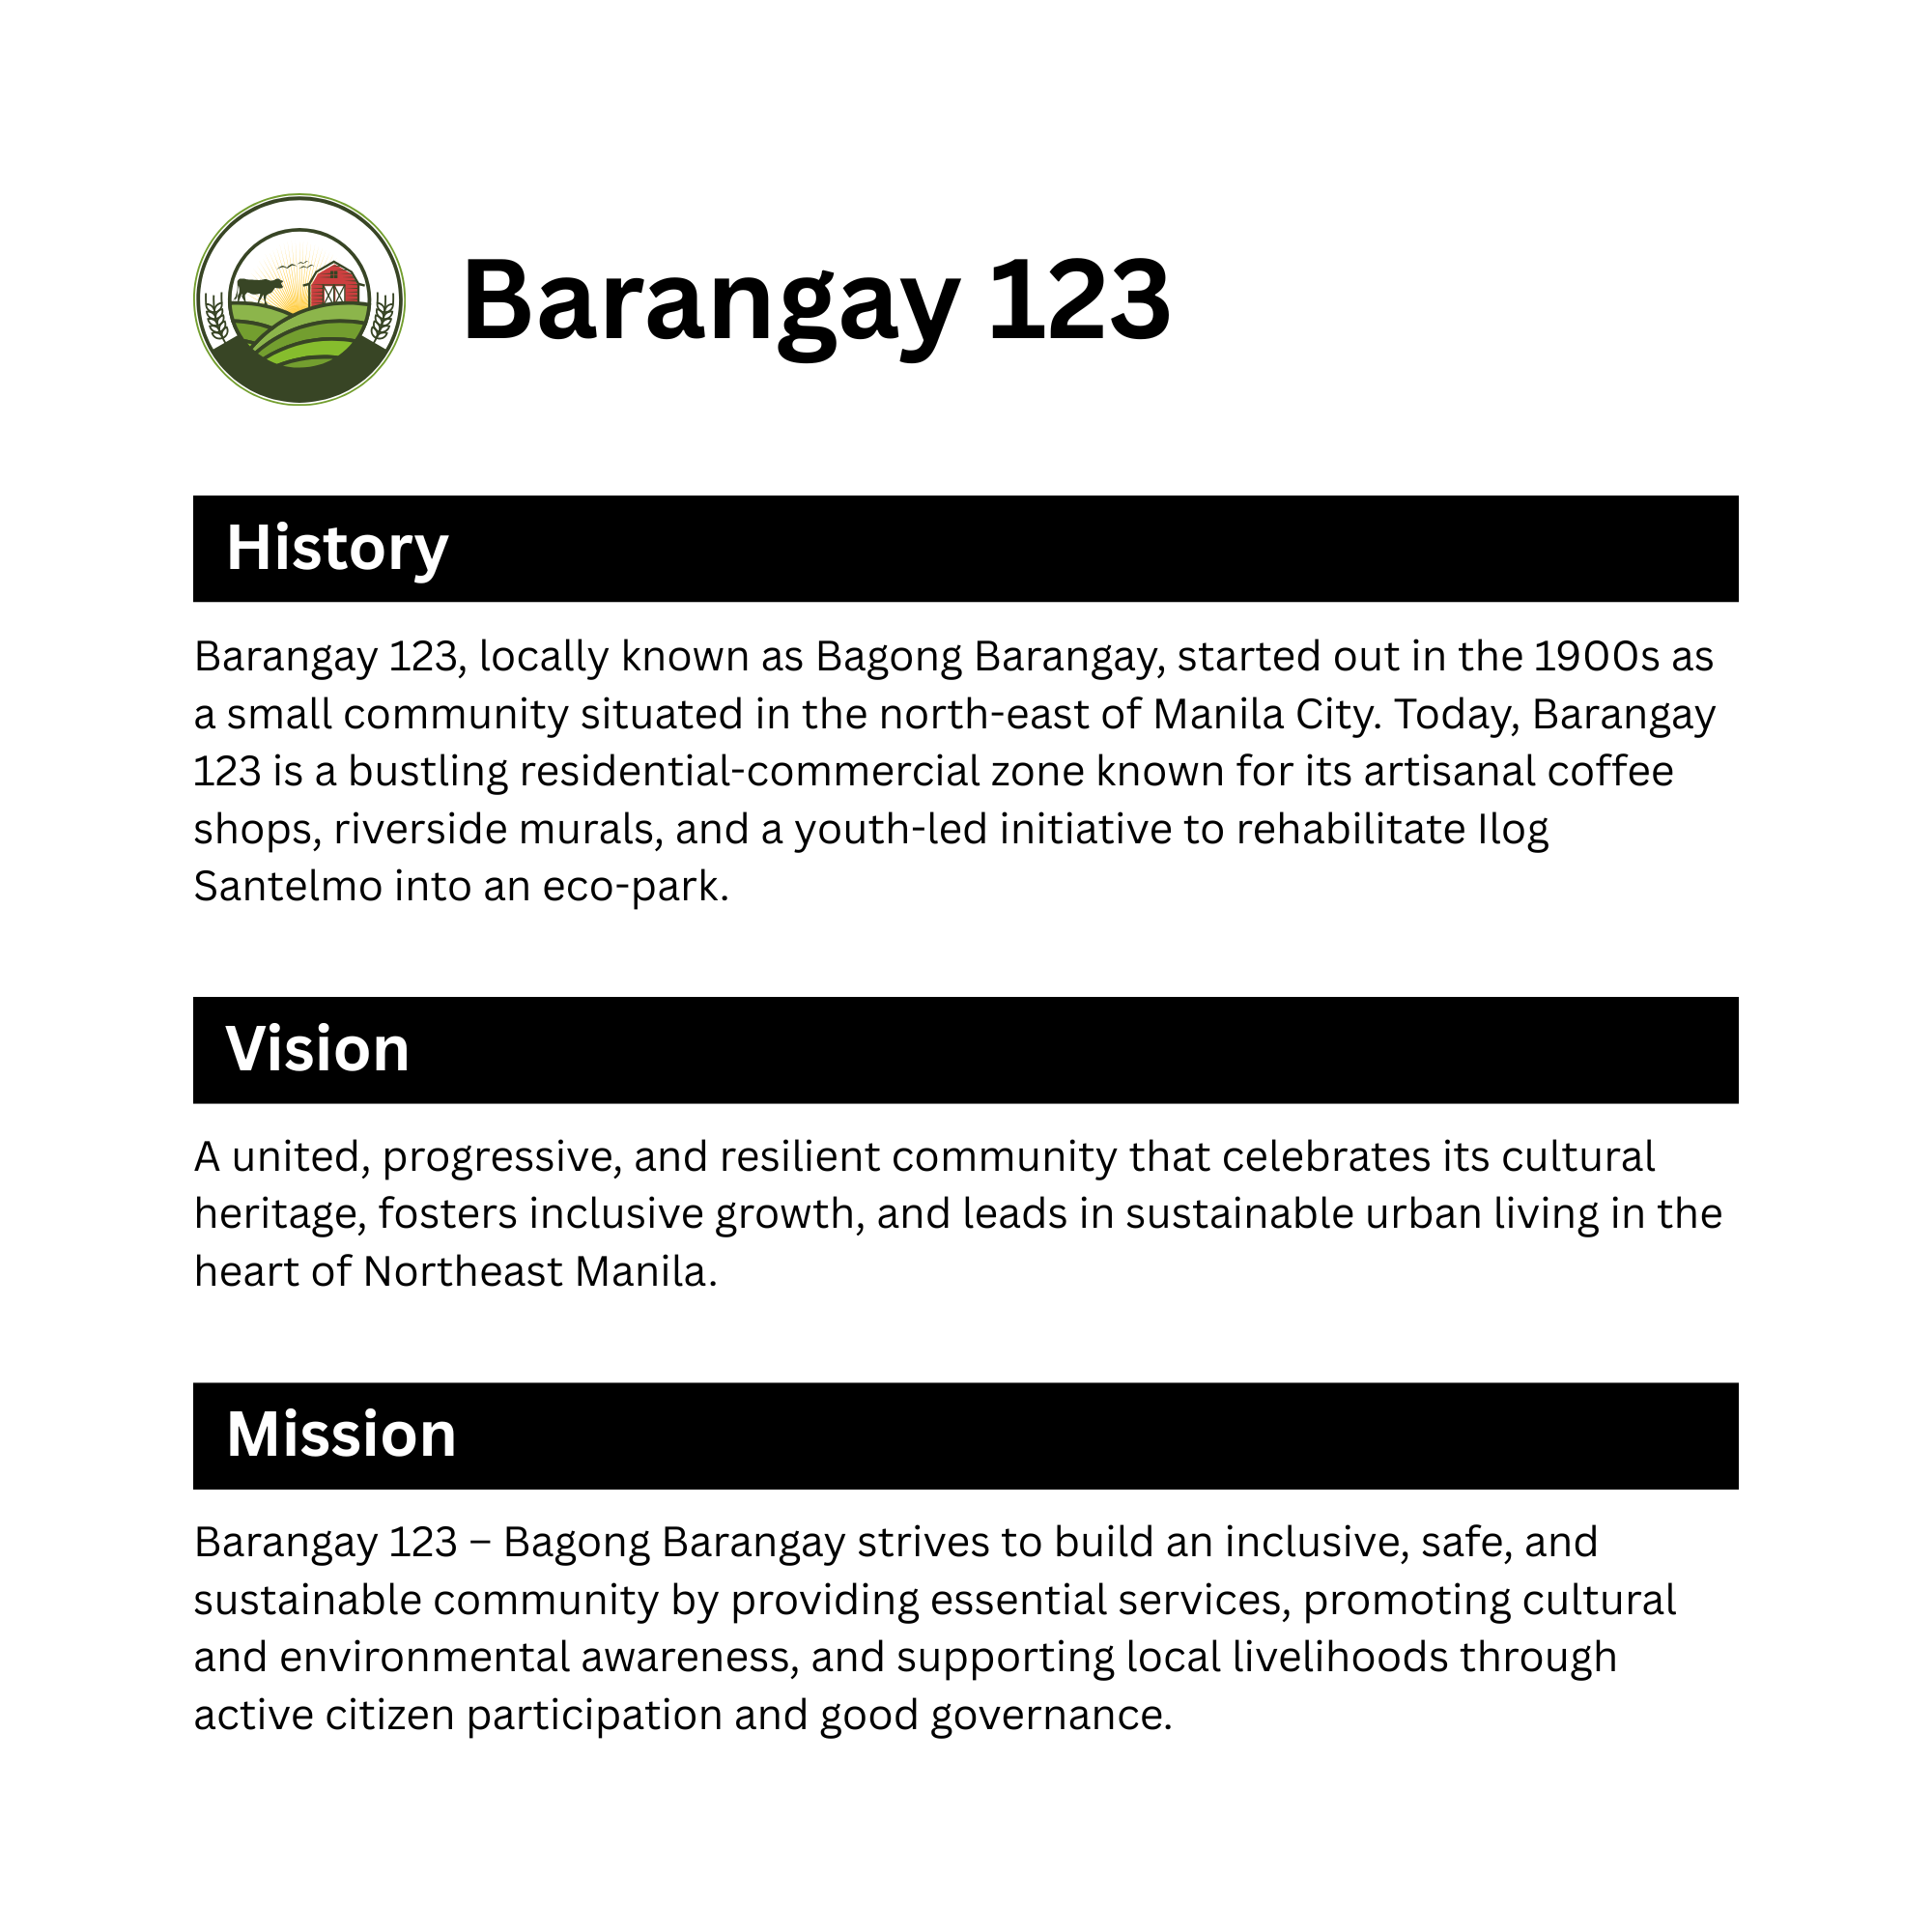 Barangay 123
History
Barangay 123, locally known as Bagong Barangay, started out in the 1900s as
a small community situated in the north-east of Manila City. Today, Barangay
123 is a bustling residential-commercial zone known for its artisanal coffee
shops, riverside murals, and a youth-led initiative to rehabilitate Ilog
Santelmo into an eco-park.
Vision
A united, progressive, and resilient community that celebrates its cultural
heritage, fosters inclusive growth, and leads in sustainable urban living in the
heart of Northeast Manila.
Mission
Barangay 123 – Bagong Barangay strives to build an inclusive, safe, and
sustainable community by providing essential services, promoting cultural
and environmental awareness, and supporting local livelihoods through
active citizen participation and good governance.